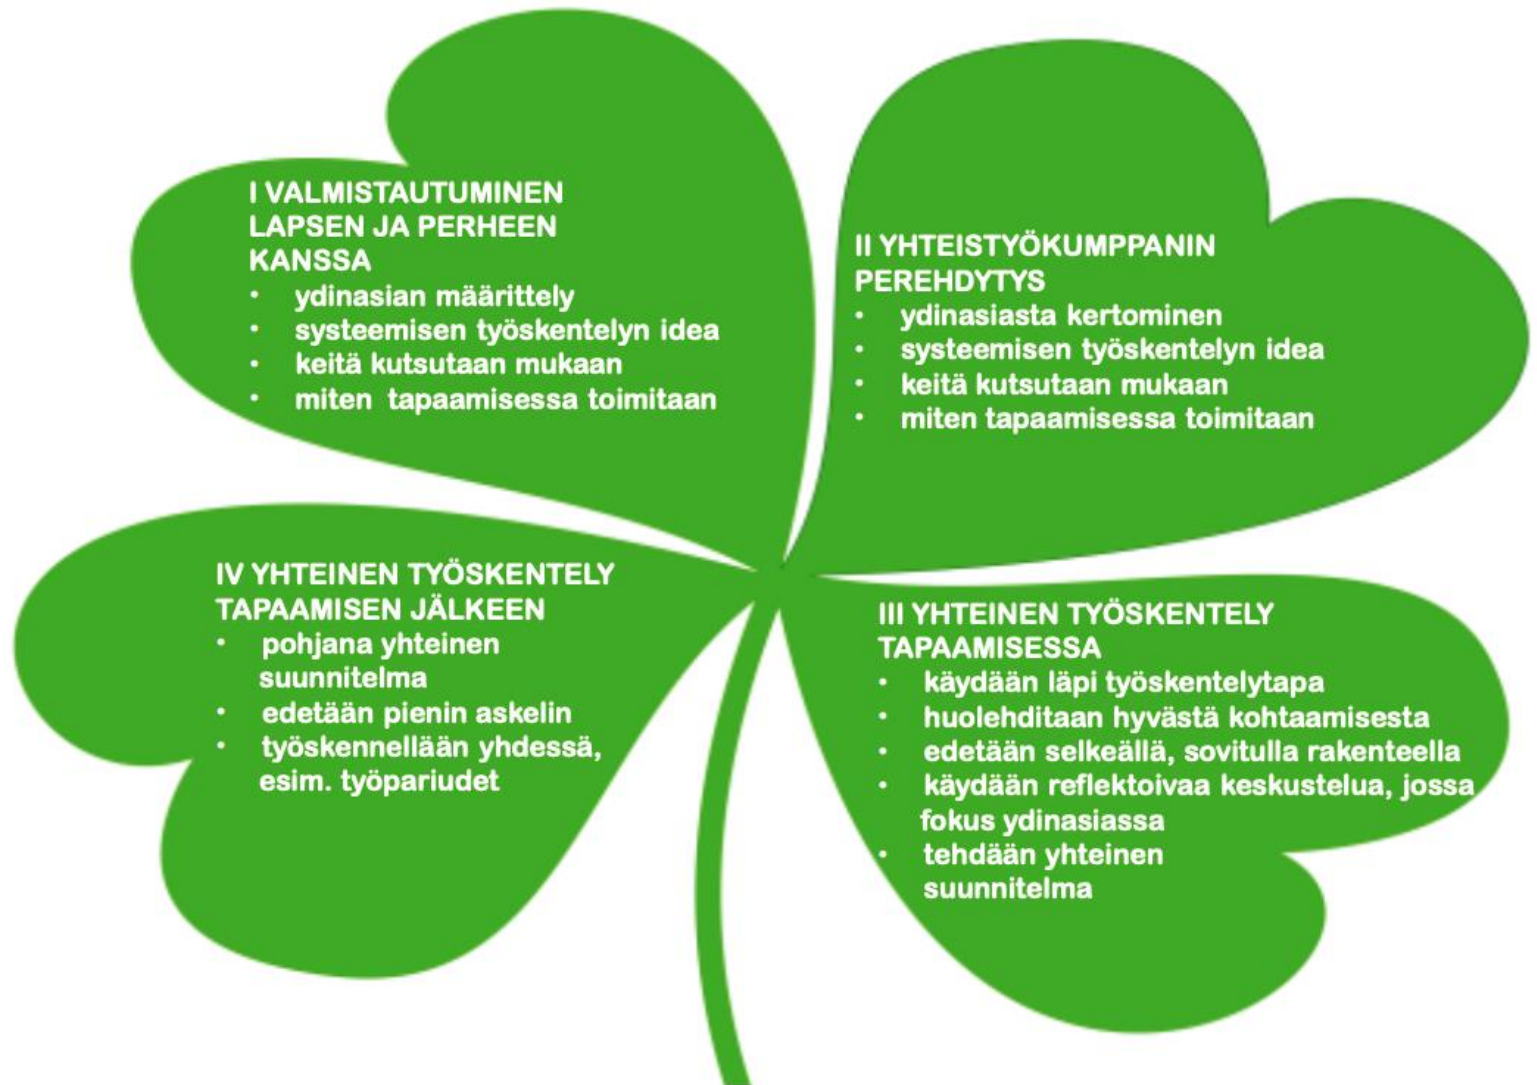 I VALMISTAUTUMINEN
LAPSEN JA PERHEEN
KANSSA
• ydinasian määrittely
• systeemisen työskentelyn idea
• keitä kutsutaan mukaan
• miten tapaamisessa toimitaan
II YHTEISTYÖKUMPPANIN
PEREHDYTYS
• ydinasiasta kertominen
• systeemisen työskentelyn idea
• keitä kutsutaan mukaan
• miten tapaamisessa toimitaan
III YHTEINEN TYÖSKENTELY
TAPAAMISESSA
• käydään läpi työskentelytapa
• huolehditaan hyvästä kohtaamisesta
• edetään selkeällä, sovitulla rakenteella
• käydään reflektoivaa keskustelua, jossa
fokus ydinasiassa
• tehdään yhteinen
suunnitelma
IV YHTEINEN TYÖSKENTELY
TAPAAMISEN JÄLKEEN
• pohjana yhteinen
suunnitelma
• edetään pienin askelin
• työskennellään yhdessä,
esim. työpariudet